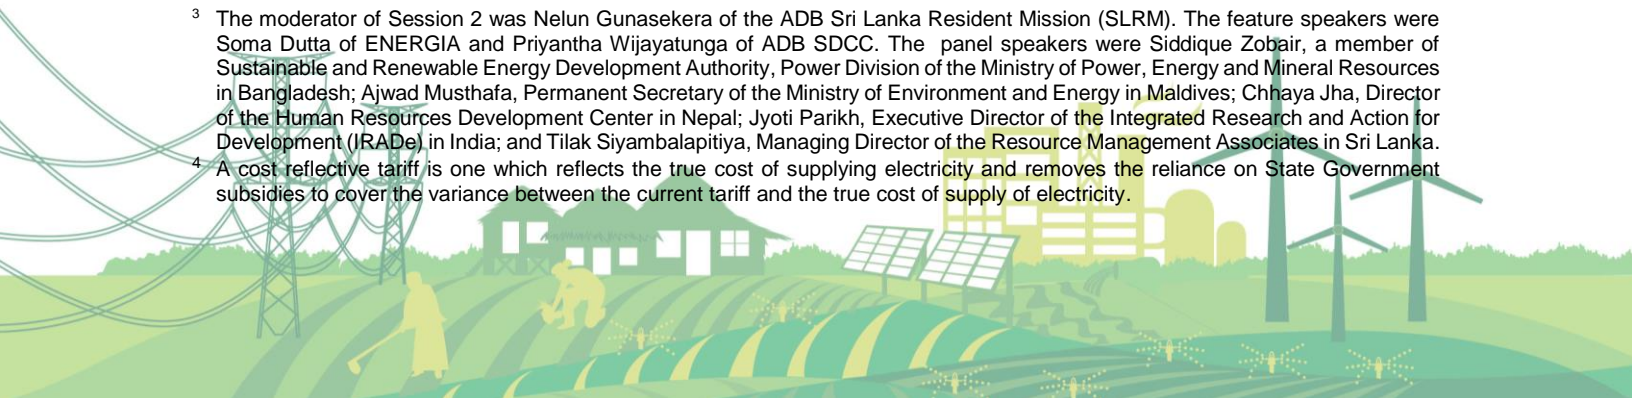 3 The moderator of Session 2 was Nelun Gunasekera of the ADB Sri Lanka Resident Mission (SLRM). The feature speakers were
Soma Dutta of ENERGIA and Priyantha Wijayatunga of ADB SDCC. The panel speakers were Siddique Zobair, a member of
Sustainable and Renewable Energy Development Authority, Power Division of the Ministry of Power, Energy and Mineral Resources
in Bangladesh; Ajwad Musthafa, Permanent Secretary of the Ministry of Environment and Energy in Maldives; Chhaya Jha, Director
of the Human Resources Development Center in Nepal; Jyoti Parikh, Executive Director of the Integrated Research and Action for
Development (IRADe) in India; and Tilak Siyambalapitiya, Managing Director of the Resource Management Associates in Sri Lanka.
4 A cost reflective tariff is one which reflects the true cost of supplying electricity and removes the reliance on State Government
subsidies to cover the variance between the current tariff and the true cost of supply of electricity.